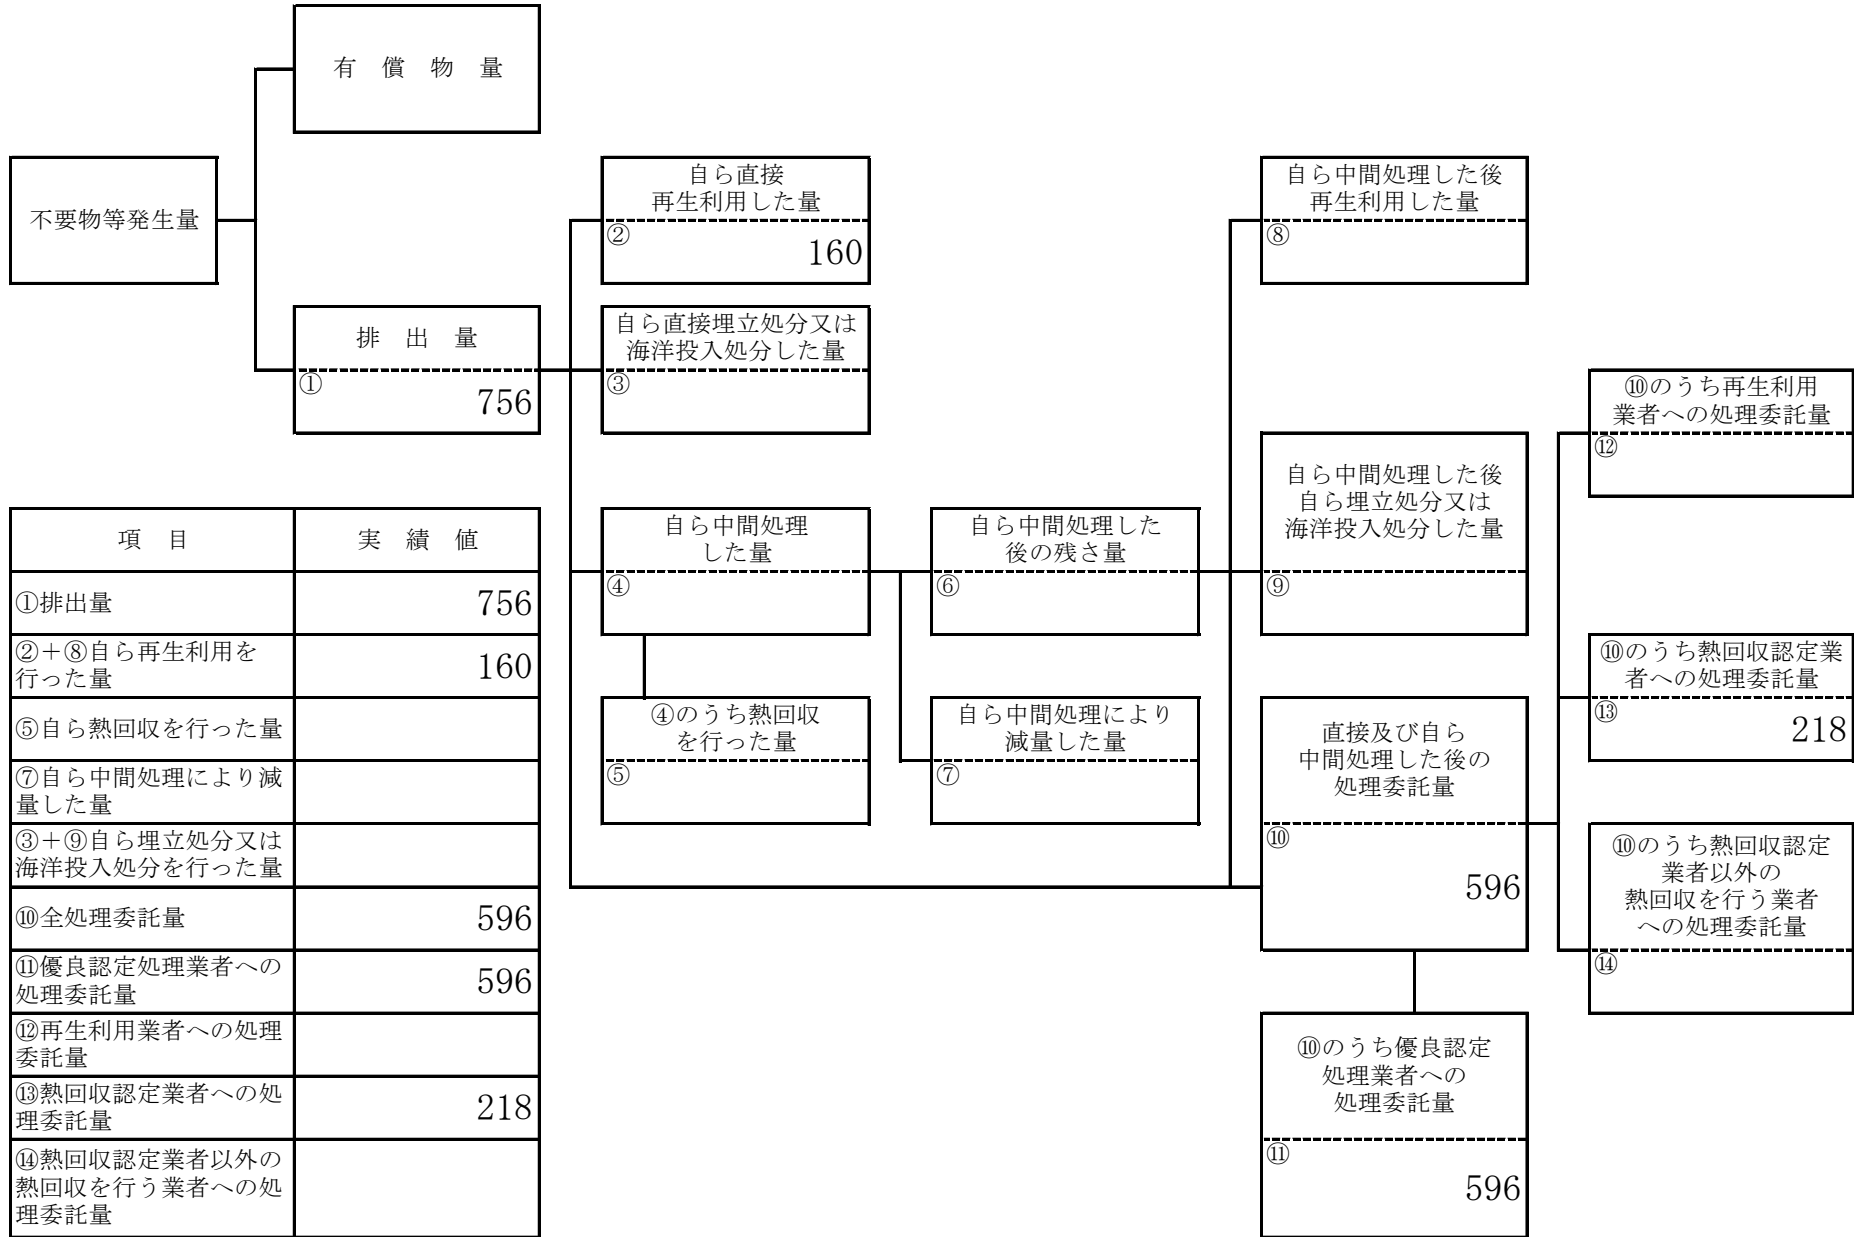 有　償　物　量
不要物等発生量
排　出　量
①
756
自ら直接
再生利用した量
②
160
自ら直接埋立処分又は
海洋投入処分した量
③
自ら中間処理
した量
④
④のうち熱回収
を行った量
⑤
自ら中間処理した
後の残さ量
⑥
自ら中間処理により
減量した量
⑦
自ら中間処理した後
再生利用した量
⑧
自ら中間処理した後
自ら埋立処分又は
海洋投入処分した量
⑨
直接及び自ら
中間処理した後の
処理委託量
⑩
596
⑩のうち優良認定
処理業者への
処理委託量
⑪
596
⑩のうち再生利用
業者への処理委託量
⑫
⑩のうち熱回収認定業
者への処理委託量
⑬
218
⑩のうち熱回収認定
業者以外の
熱回収を行う業者
への処理委託量
⑭
項　目　実　績　値
①排出量　756
②＋⑧自ら再生利用を
行った量　160
⑤自ら熱回収を行った量
⑦自ら中間処理により減
量した量
③＋⑨自ら埋立処分又は
海洋投入処分を行った量
⑩全処理委託量　596
⑪優良認定処理業者への
処理委託量　596
⑫再生利用業者への処理
委託量
⑬熱回収認定業者への処
理委託量　218
⑭熱回収認定業者以外の
熱回収を行う業者への処
理委託量